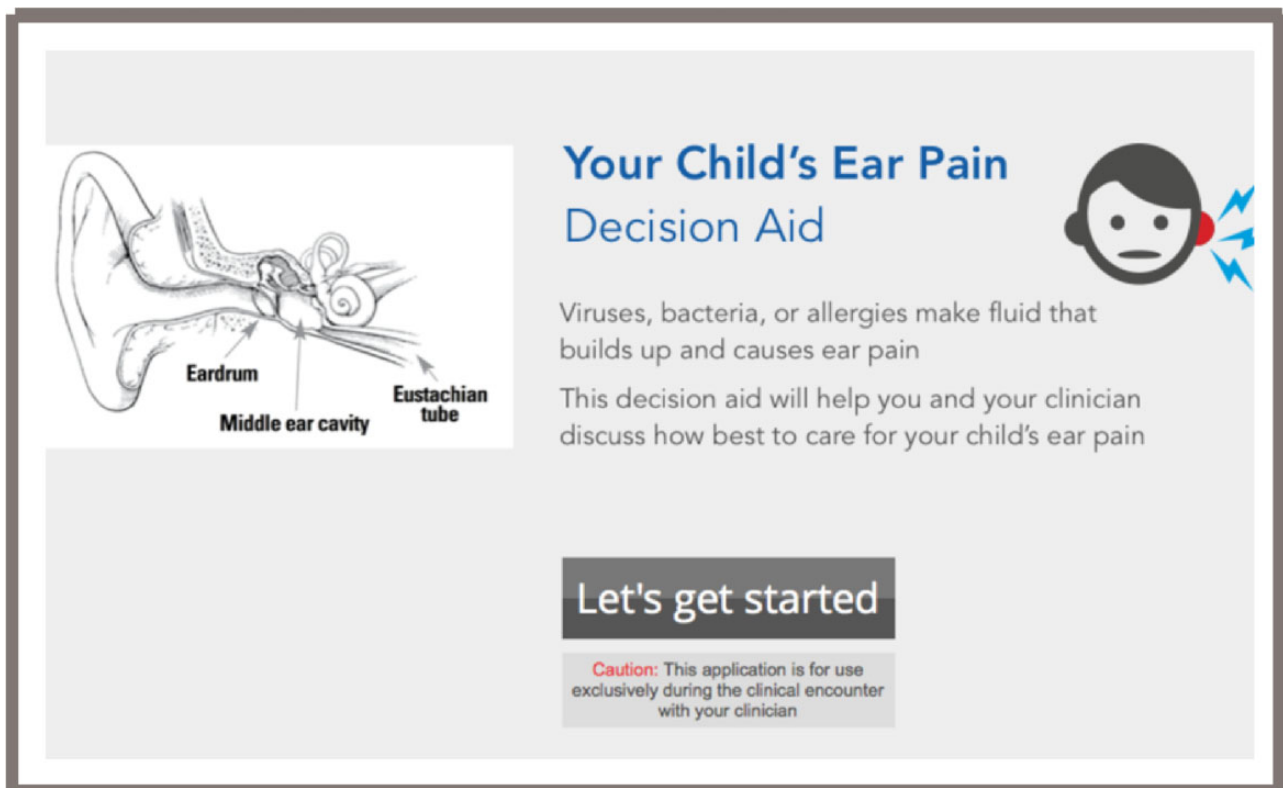 Your Child's Ear Pain
Decision Aid
Viruses, bacteria, or allergies make fluid that
builds up and causes ear pain
This decision aid will help you and your clinician
discuss how best to care for your child's ear pain
Eardrum
Middle ear cavity
Eustachian
tube
Let's get started
Caution: This application is for use
exclusively during the clinical encounter
with your clinician